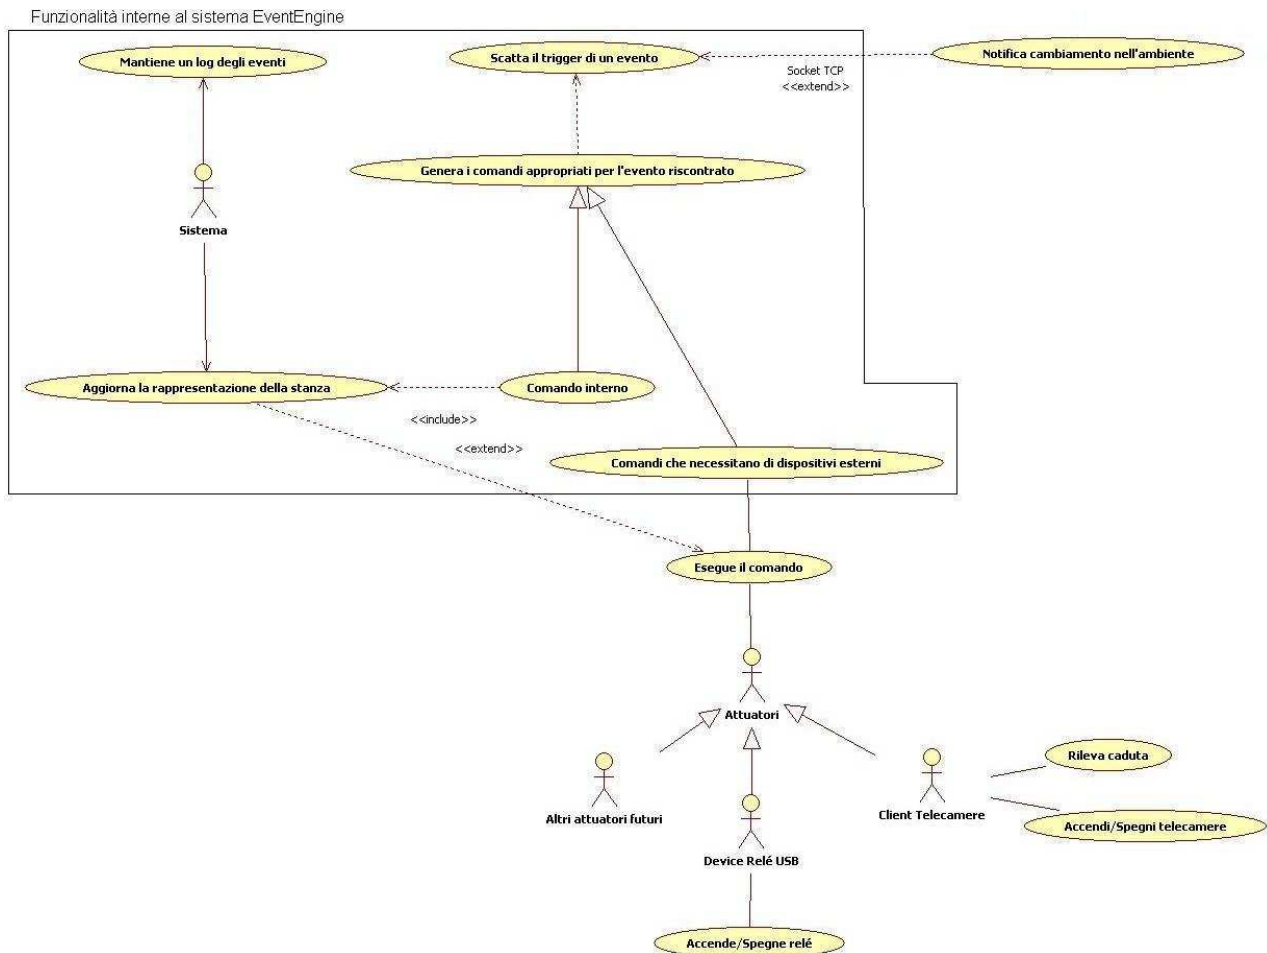 Funzionalità interne al sistema EventEngine
Mantiene un log degli eventi
Scatta il trigger di un evento
Notifica cambiamento nell'ambiente
Socket TCP
<<extend>>
Genera i comandi appropriati per l'evento riscontrato
Sistema
Aggiorna la rappresentazione della stanza
Comando interno
<<include>>
<<extend>>
Comandi che necessitano di dispositivi esterni
Esegue il comando
Attuatori
Rileva caduta
Altri attuatori futuri
Client Telecamere
Accendi/Spegni telecamere
Device Relé USB
Accende/Spegne relé